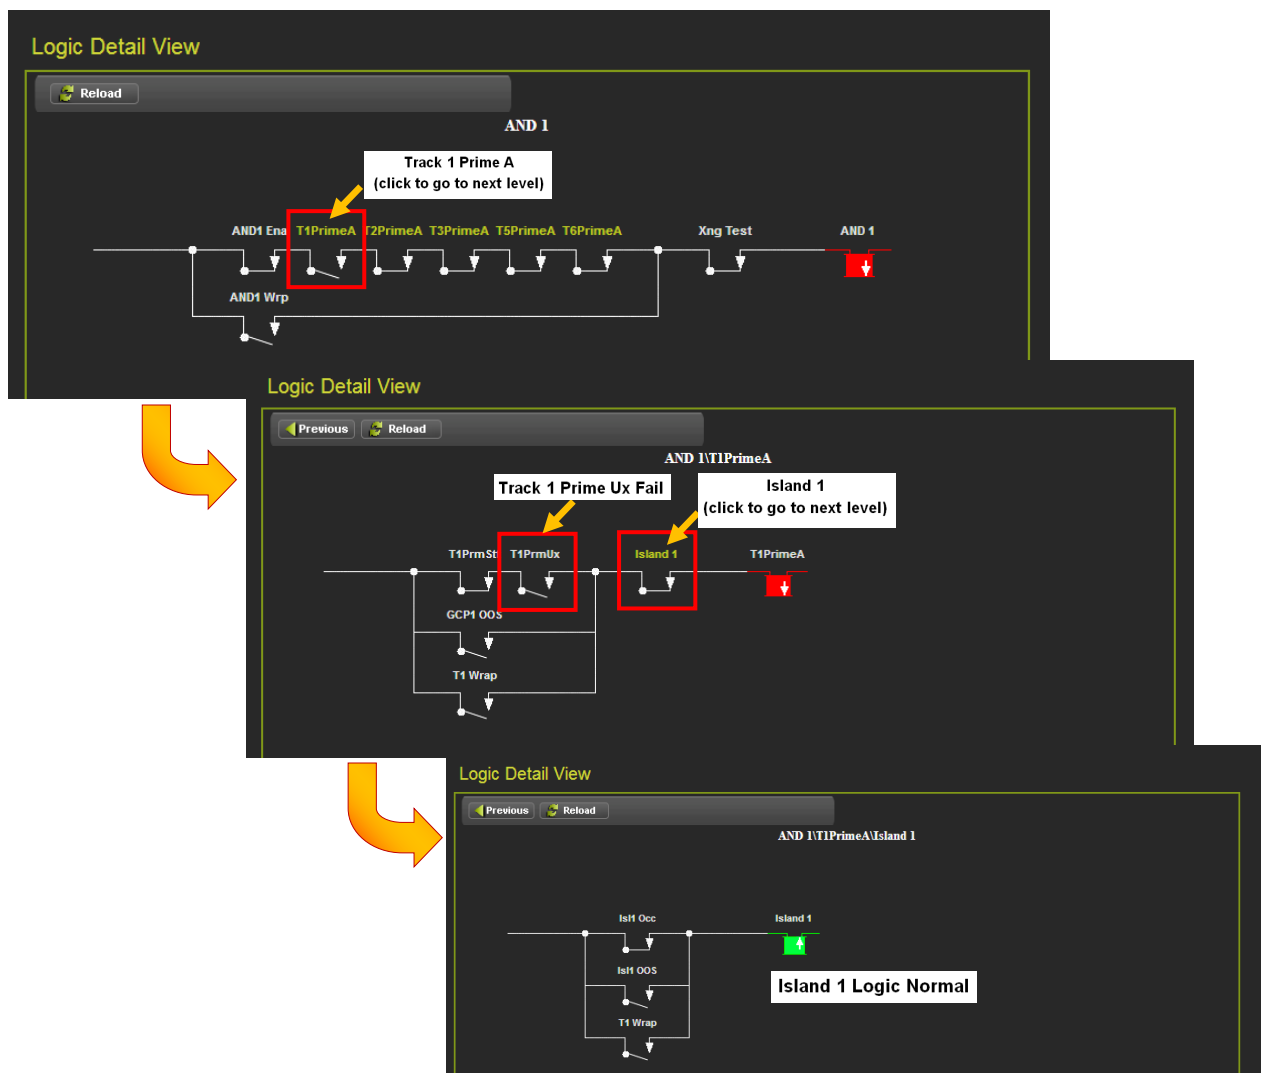 Logic Detail View
Reload
AND 1
Track 1 Prime A
(click to go to next level)
AND1 Ena T1PrimeA T2PrimeA T3PrimeA T5PrimeA T6PrimeA Xng Test AND 1
AND1 Wrp
Logic Detail View
Previous Reload
AND 1\T1PrimeA
Track 1 Prime Ux Fail
Island 1
(click to go to next level)
T1PrmSt T1PrmUx Island 1 T1PrimeA
GCP1 OOS
T1 Wrap
Logic Detail View
Previous Reload
AND 1\T1PrimeA\Island 1
Isl1 Occ Island 1
Isl1 OOS
Island 1 Logic Normal
T1 Wrap